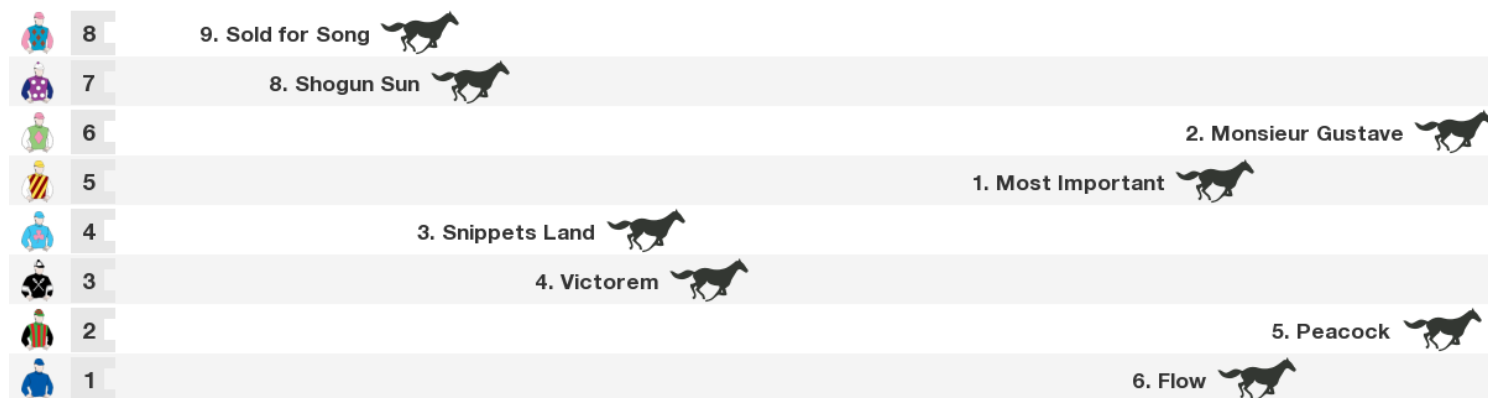 8 9. Sold for Song
7 8. Shogun Sun
6 2. Monsieur Gustave
5 1. Most Important
4 3. Snippets Land
3 4. Victorem
2 5. Peacock
1 6. Flow